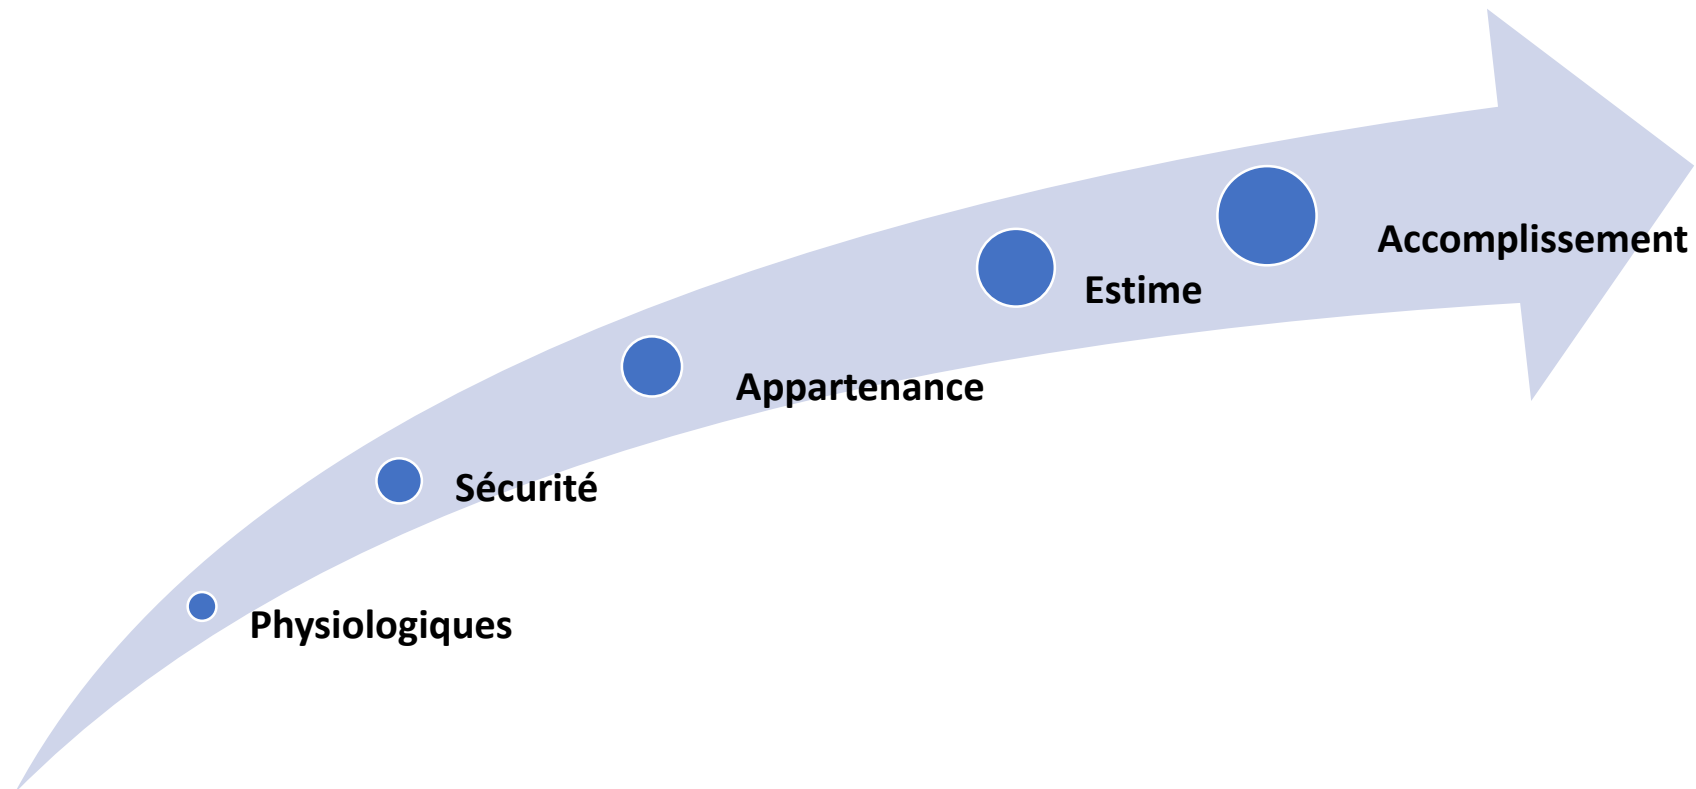 Physiologiques
Sécurité
Appartenance
Estime
Accomplissement